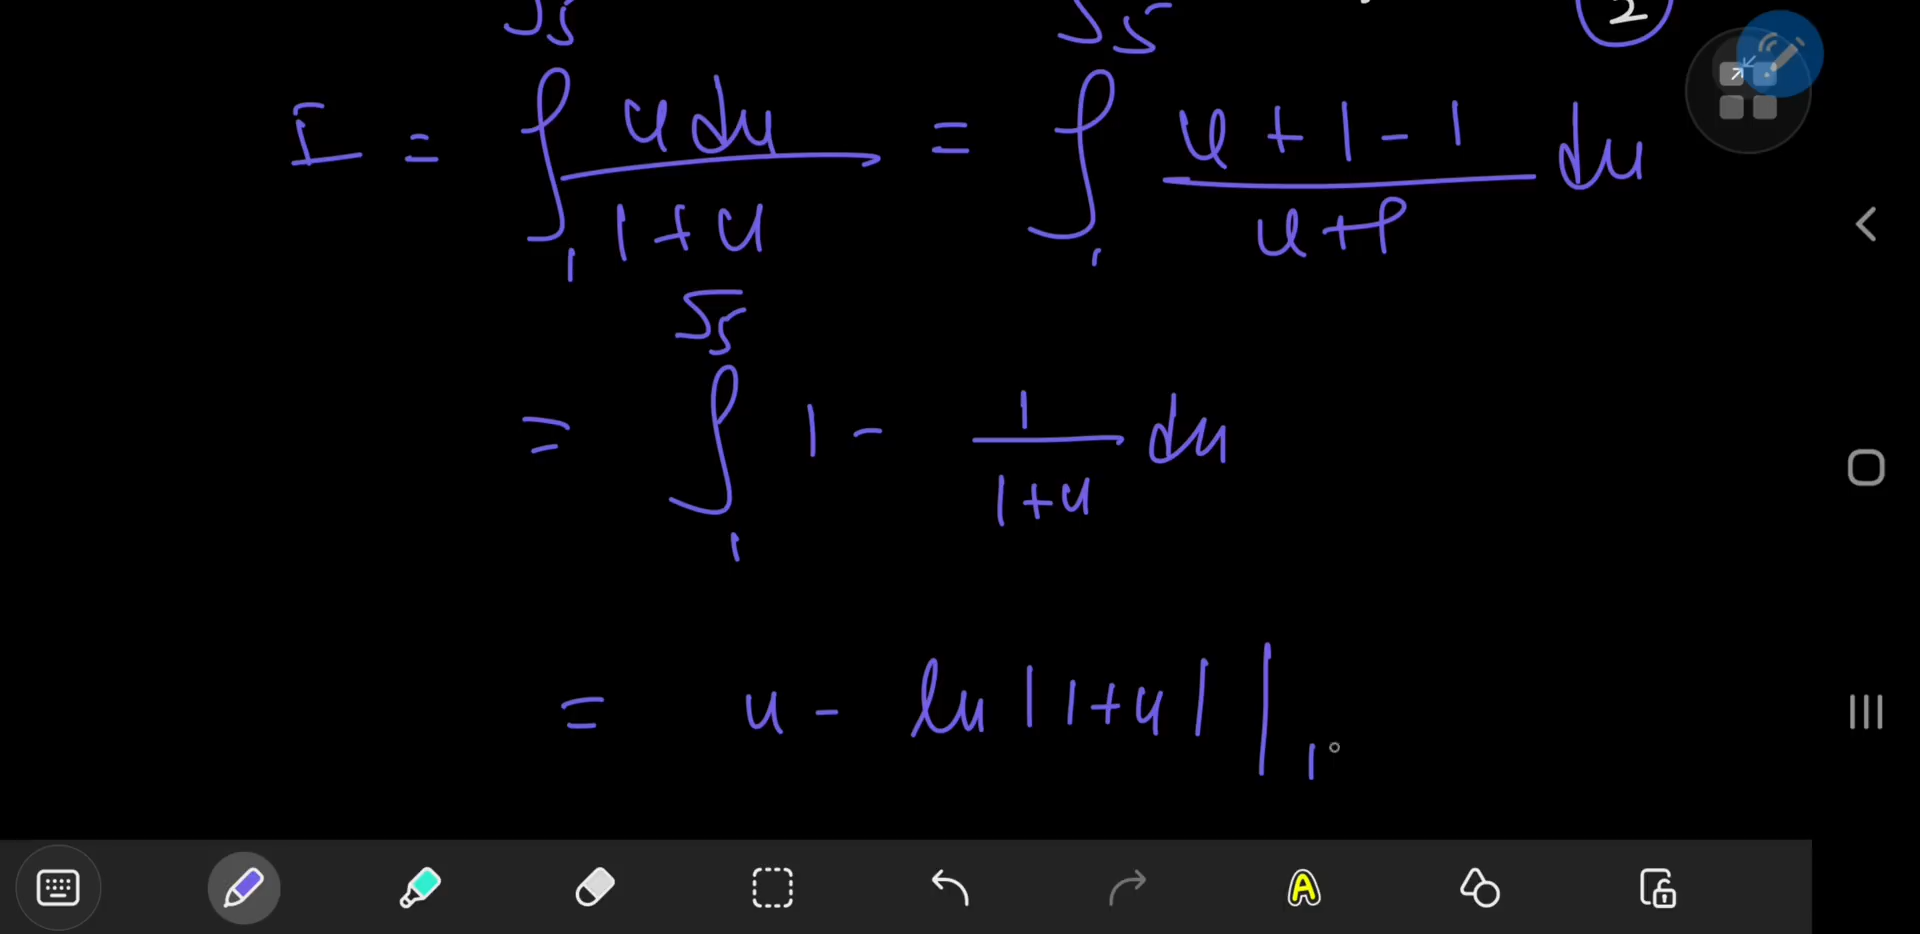 √5 √5 2
I = ∫ u du / 1+u = ∫ u+1-1 / u+1 du
1 1
√5
= ∫ 1 - 1 / 1+u du
1
= u - ln |1+u| | 1
A